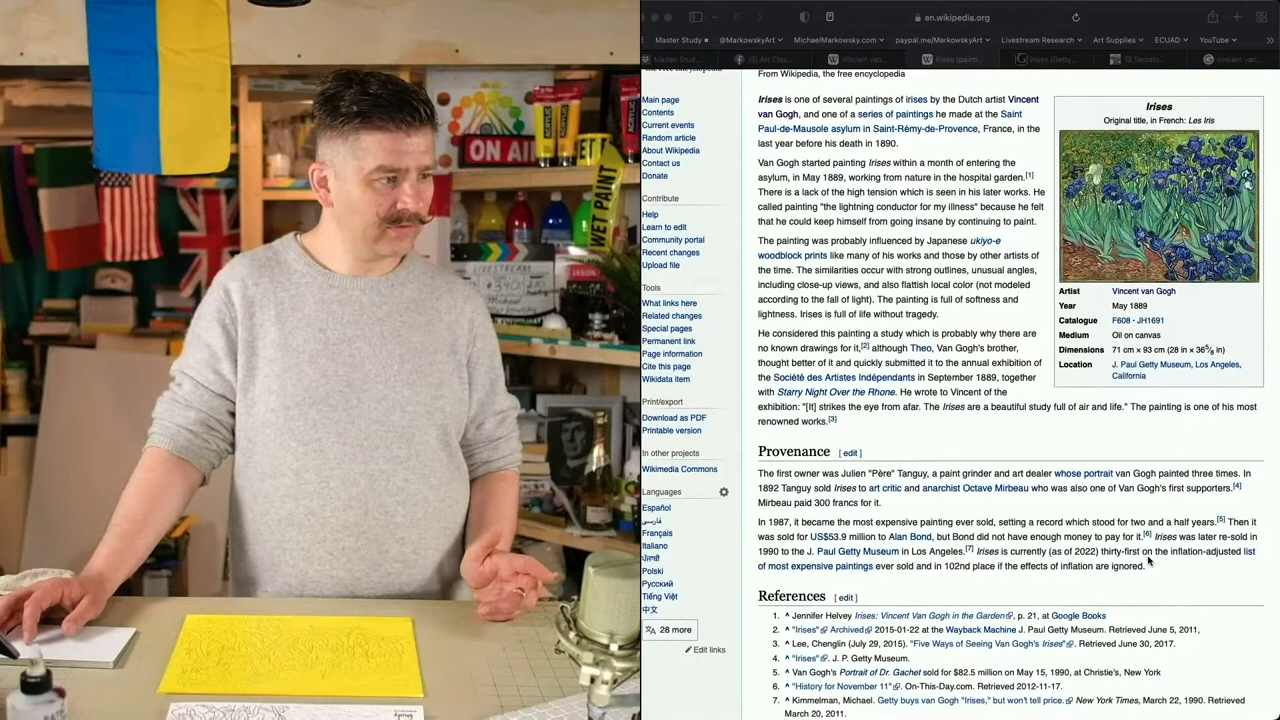 en.wikipedia.org
Master Study
@MarkowskyArt
MichaelMarkowsky.com
paypal.me/MarkowskyArt
Livestream Research
Art Supplies
ECUAD
YouTube
Master Stud...
(5) Art Clas...
Vincent van...
Irises (paint...
Irises (Getty...
10 Secrets...
vincent van...
ON AIR
WET PAINT
ACRYLIC
LIVESTREAM
JASON
From Wikipedia, the free encyclopedia
Main page
Contents
Current events
Random article
About Wikipedia
Contact us
Donate
Contribute
Help
Learn to edit
Community portal
Recent changes
Upload file
Tools
What links here
Related changes
Special pages
Permanent link
Page information
Cite this page
Wikidata item
Print/export
Download as PDF
Printable version
In other projects
Wikimedia Commons
Languages
Español
فارسی
Français
Italiano
ਪੰਜਾਬੀ
Polski
Русский
Tiếng Việt
中文
28 more
Edit links
Irises is one of several paintings of irises by the Dutch artist Vincent
van Gogh, and one of a series of paintings he made at the Saint
Paul-de-Mausole asylum in Saint-Rémy-de-Provence, France, in the
last year before his death in 1890.
Van Gogh started painting Irises within a month of entering the
asylum, in May 1889, working from nature in the hospital garden.[1]
There is a lack of the high tension which is seen in his later works. He
called painting "the lightning conductor for my illness" because he felt
that he could keep himself from going insane by continuing to paint.
The painting was probably influenced by Japanese ukiyo-e
woodblock prints like many of his works and those by other artists of
the time. The similarities occur with strong outlines, unusual angles,
including close-up views, and also flattish local color (not modeled
according to the fall of light). The painting is full of softness and
lightness. Irises is full of life without tragedy.
He considered this painting a study which is probably why there are
no known drawings for it,[2] although Theo, Van Gogh's brother,
thought better of it and quickly submitted it to the annual exhibition of
the Société des Artistes Indépendants in September 1889, together
with Starry Night Over the Rhone. He wrote to Vincent of the
exhibition: "[It] strikes the eye from afar. The Irises are a beautiful study full of air and life." The painting is one of his most
renowned works.[3]
Irises
Original title, in French: Les Iris
Artist Vincent van Gogh
Year May 1889
Catalogue F608 · JH1691
Medium Oil on canvas
Dimensions 71 cm × 93 cm (28 in × 36 5⁄8 in)
Location J. Paul Getty Museum, Los Angeles,
California
Provenance [ edit ]
The first owner was Julien "Père" Tanguy, a paint grinder and art dealer whose portrait van Gogh painted three times. In
1892 Tanguy sold Irises to art critic and anarchist Octave Mirbeau who was also one of Van Gogh's first supporters.[4]
Mirbeau paid 300 francs for it.
In 1987, it became the most expensive painting ever sold, setting a record which stood for two and a half years.[5] Then it
was sold for US$53.9 million to Alan Bond, but Bond did not have enough money to pay for it.[6] Irises was later re-sold in
1990 to the J. Paul Getty Museum in Los Angeles.[7] Irises is currently (as of 2022) thirty-first on the inflation-adjusted list
of most expensive paintings ever sold and in 102nd place if the effects of inflation are ignored.
References [ edit ]
1. ^ Jennifer Helvey Irises: Vincent Van Gogh in the Garden, p. 21, at Google Books
2. ^ "Irises" Archived 2015-01-22 at the Wayback Machine J. Paul Getty Museum. Retrieved June 5, 2011,
3. ^ Lee, Chenglin (July 29, 2015). "Five Ways of Seeing Van Gogh's Irises". Retrieved June 30, 2017.
4. ^ "Irises". J. P. Getty Museum.
5. ^ Van Gogh's Portrait of Dr. Gachet sold for $82.5 million on May 15, 1990, at Christie's, New York
6. ^ "History for November 11". On-This-Day.com. Retrieved 2012-11-17.
7. ^ Kimmelman, Michael. Getty buys van Gogh "Irises," but won't tell price. New York Times, March 22, 1990. Retrieved
March 20, 2011.